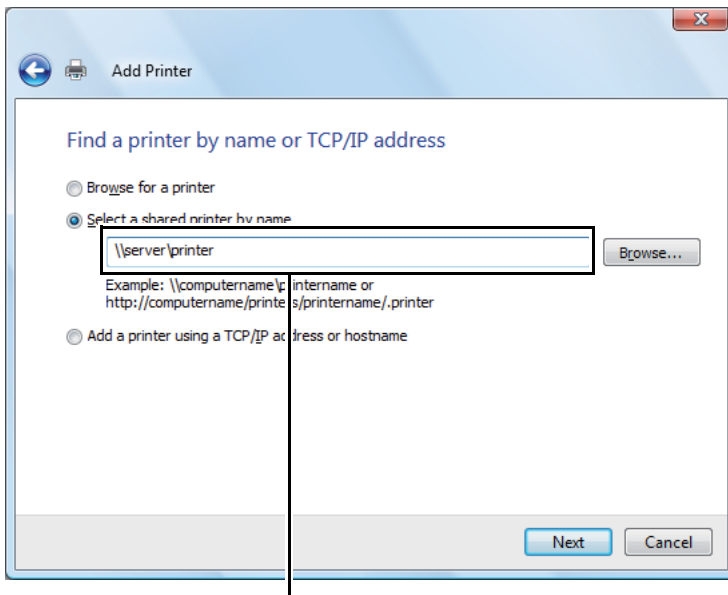 Add Printer
Find a printer by name or TCP/IP address
Browse for a printer
Select a shared printer by name
\\server\printer
Browse...
Example: \\computername\printername or
http://computername/printers/printername/.printer
Add a printer using a TCP/IP address or hostname
Next
Cancel